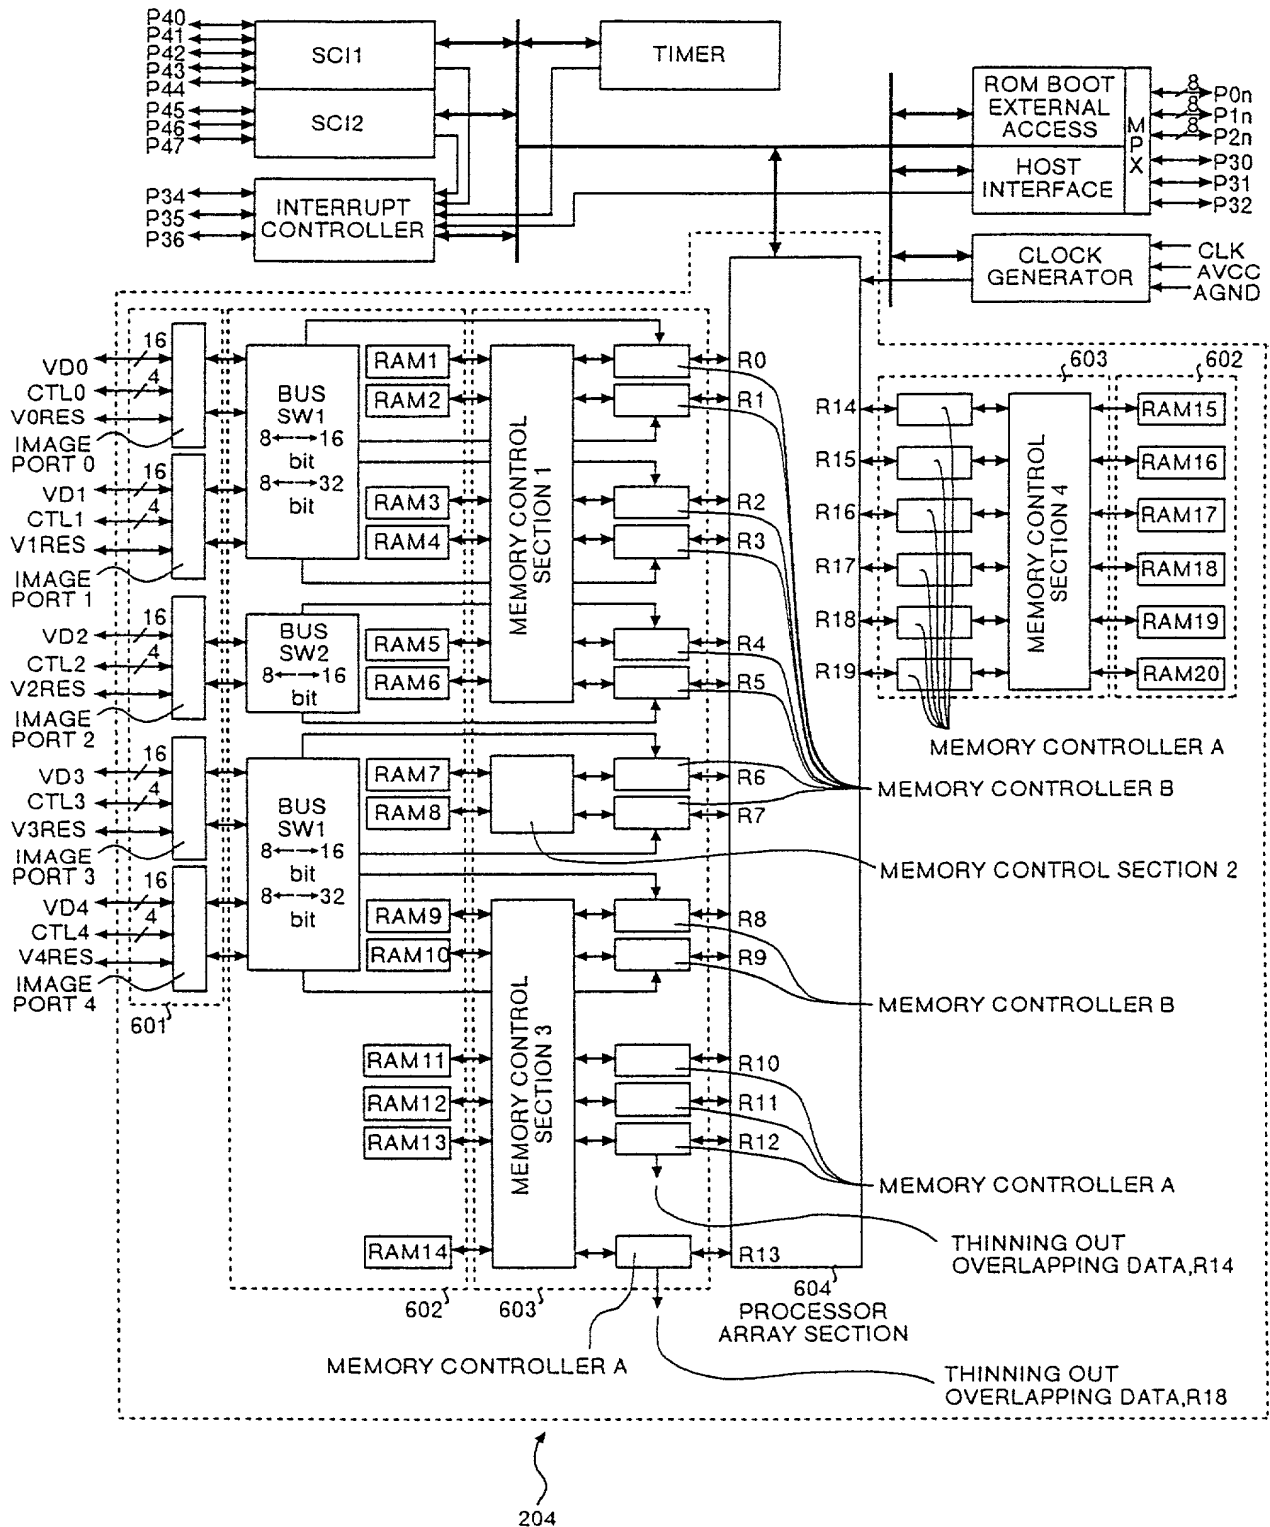 P40
P41
P42
P43
P44
P45
P46
P47
SCI1
SCI2
TIMER
P34
P35
P36
INTERRUPT
CONTROLLER
ROM BOOT
EXTERNAL
ACCESS
HOST
INTERFACE
MPX
8
8
8
P0n
P1n
P2n
P30
P31
P32
CLOCK
GENERATOR
CLK
AVCC
AGND
VD0
16
CTL0
4
V0RES
IMAGE
PORT 0
VD1
16
CTL1
4
V1RES
IMAGE
PORT 1
VD2
16
CTL2
4
V2RES
IMAGE
PORT 2
VD3
16
CTL3
4
V3RES
IMAGE
PORT 3
VD4
16
CTL4
4
V4RES
IMAGE
PORT 4
601
BUS
SW1
8↔16
bit
8↔32
bit
BUS
SW2
8↔16
bit
BUS
SW1
8↔16
bit
8↔32
bit
RAM1
RAM2
RAM3
RAM4
RAM5
RAM6
RAM7
RAM8
RAM9
RAM10
RAM11
RAM12
RAM13
RAM14
602
MEMORY CONTROL
SECTION 1
MEMORY CONTROL
SECTION 3
603
R0
R1
R2
R3
R4
R5
R6
R7
R8
R9
R10
R11
R12
R13
604
PROCESSOR
ARRAY SECTION
R14
R15
R16
R17
R18
R19
603
602
MEMORY CONTROL
SECTION 4
RAM15
RAM16
RAM17
RAM18
RAM19
RAM20
MEMORY CONTROLLER A
MEMORY CONTROLLER B
MEMORY CONTROL SECTION 2
MEMORY CONTROLLER B
MEMORY CONTROLLER A
THINNING OUT
OVERLAPPING DATA,R14
MEMORY CONTROLLER A
THINNING OUT
OVERLAPPING DATA,R18
204